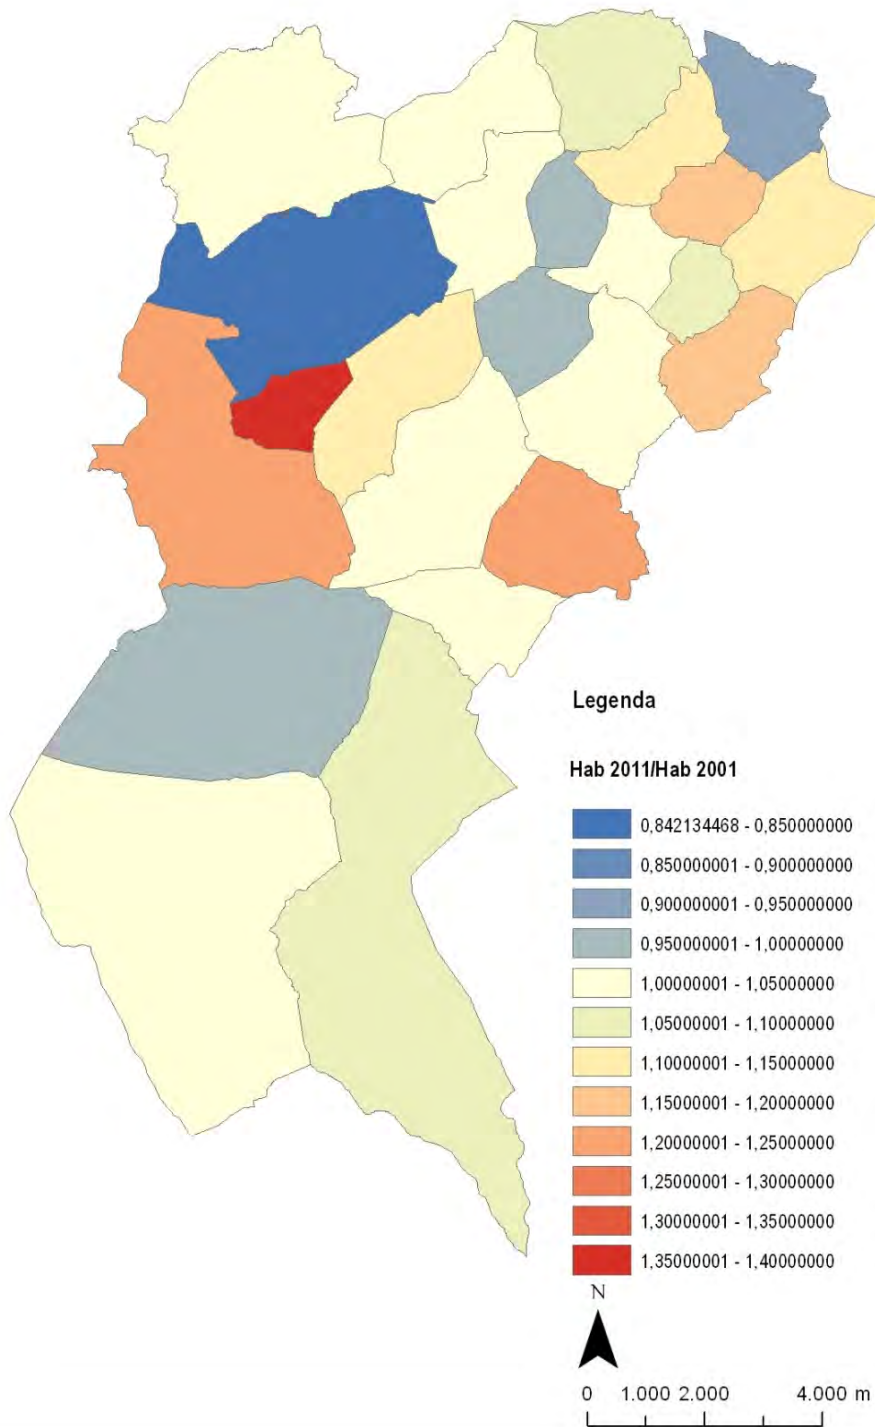 Legenda
Hab 2011/Hab 2001
0,842134468 - 0,850000000
0,850000001 - 0,900000000
0,900000001 - 0,950000000
0,950000001 - 1,00000000
1,00000001 - 1,05000000
1,05000001 - 1,10000000
1,10000001 - 1,15000000
1,15000001 - 1,20000000
1,20000001 - 1,25000000
1,25000001 - 1,30000000
1,30000001 - 1,35000000
1,35000001 - 1,40000000
N
0 1.000 2.000 4.000 m